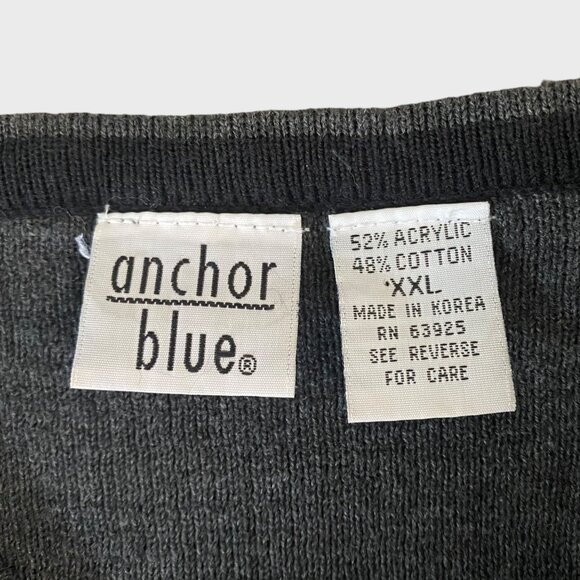 anchor
blue®
52% ACRYLIC
48% COTTON
XXL
MADE IN KOREA
RN 63925
SEE REVERSE
FOR CARE